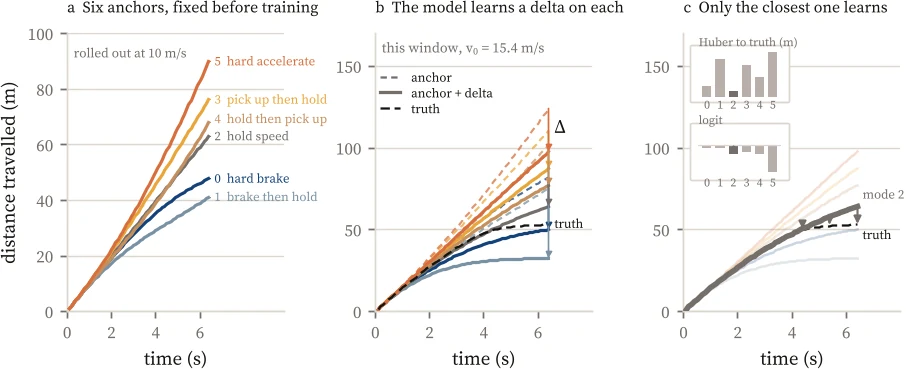 a Six anchors, fixed before training
rolled out at 10 m/s
distance travelled (m)
100
80
60
40
20
0
5 hard accelerate
3 pick up then hold
4 hold then pick up
2 hold speed
0 hard brake
1 brake then hold
0 2 4 6
time (s)
b The model learns a delta on each
this window, v₀ = 15.4 m/s
anchor
anchor + delta
truth
150
100
50
0
Δ
truth
0 2 4 6
time (s)
c Only the closest one learns
Huber to truth (m)
0 1 2 3 4 5
logit
0 1 2 3 4 5
150
100
50
0
mode 2
truth
0 2 4 6
time (s)